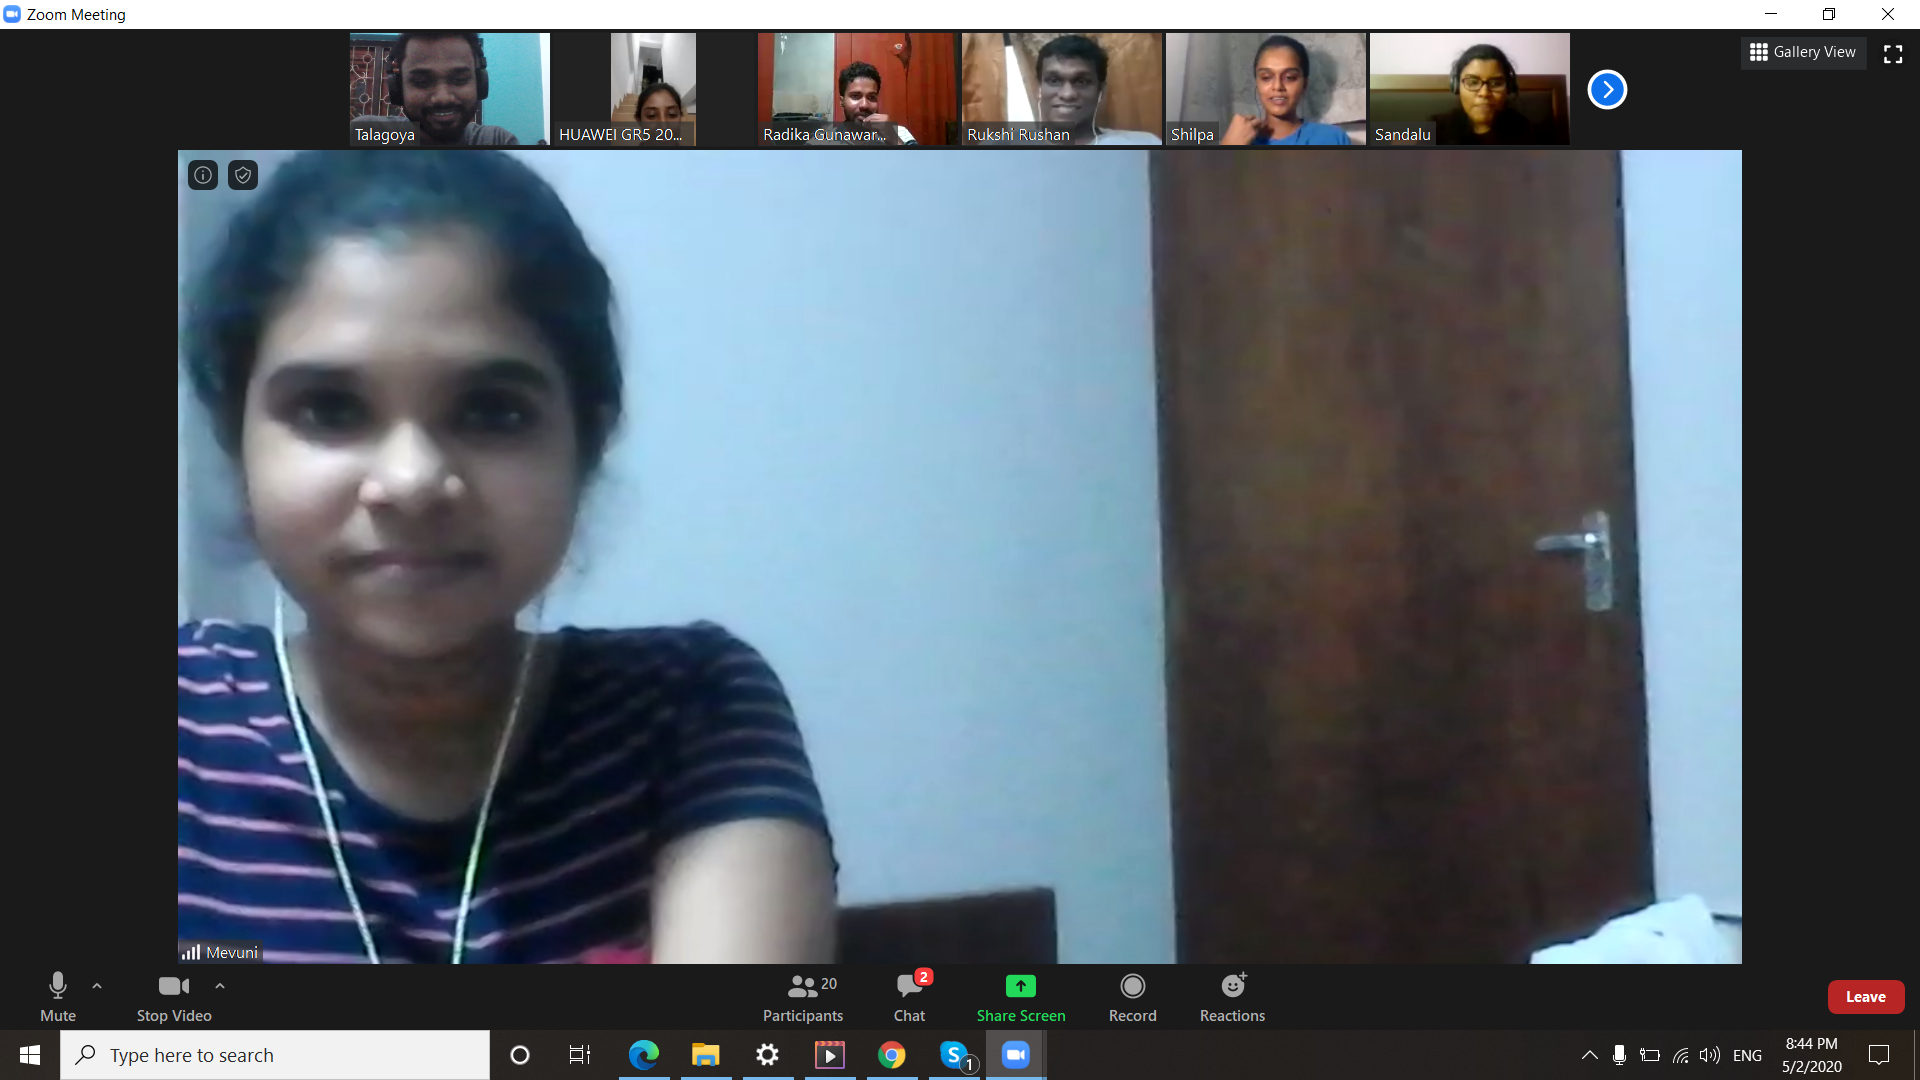 Zoom Meeting
Gallery View
Talagoya
HUAWEI GR5 20...
Radika Gunawar...
Rukshi Rushan
Shilpa
Sandalu
Mevuni
Mute
Stop Video
20
Participants
2
Chat
Share Screen
Record
Reactions
Leave
Type here to search
S
1
ENG
8:44 PM
5/2/2020